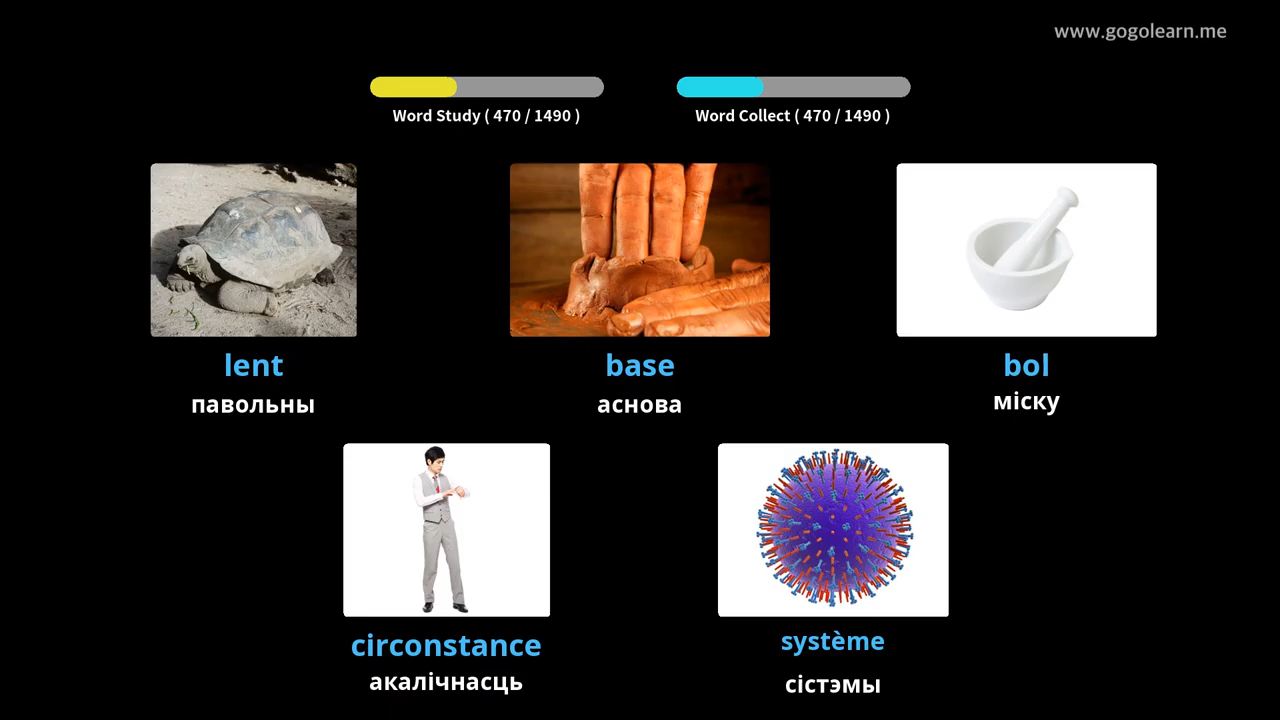 www.gogolearn.me
Word Study ( 470 / 1490 )
Word Collect ( 470 / 1490 )
lent
павольны
base
аснова
bol
міску
circonstance
акалічнасць
système
сістэмы